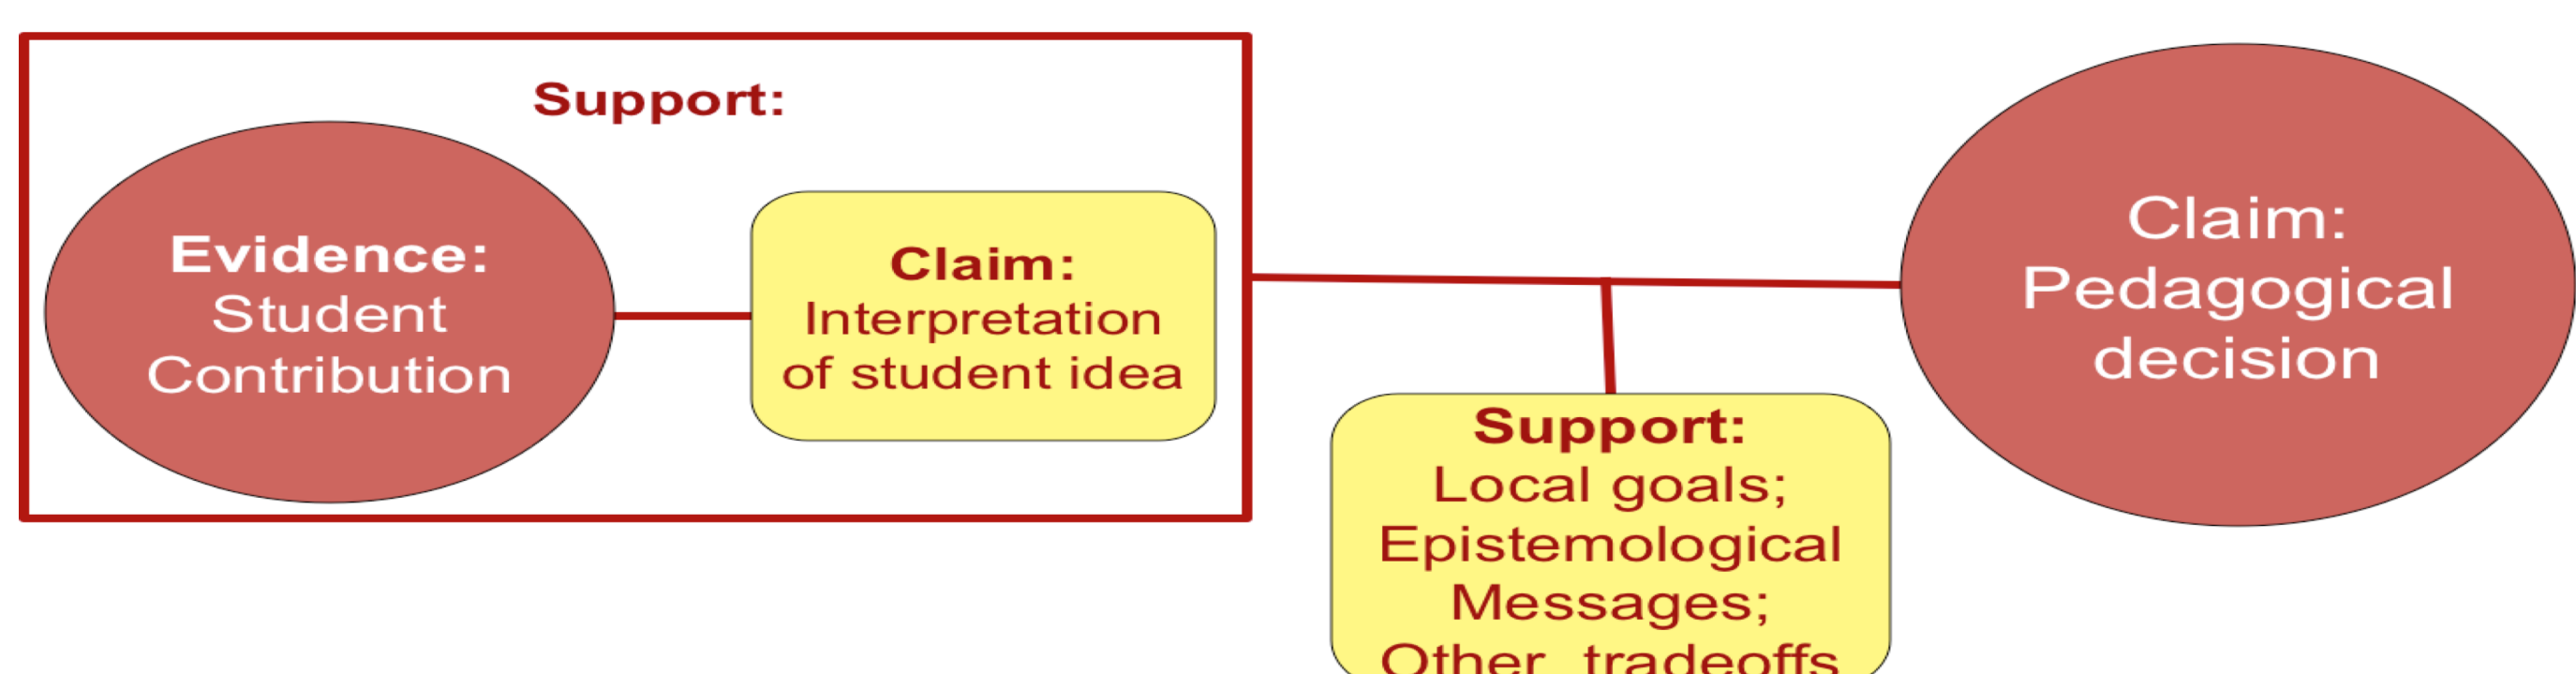 Support:
Evidence:
Student
Contribution
Claim:
Interpretation
of student idea
Claim:
Pedagogical
decision
Support:
Local goals;
Epistemological
Messages;
Other tradeoffs